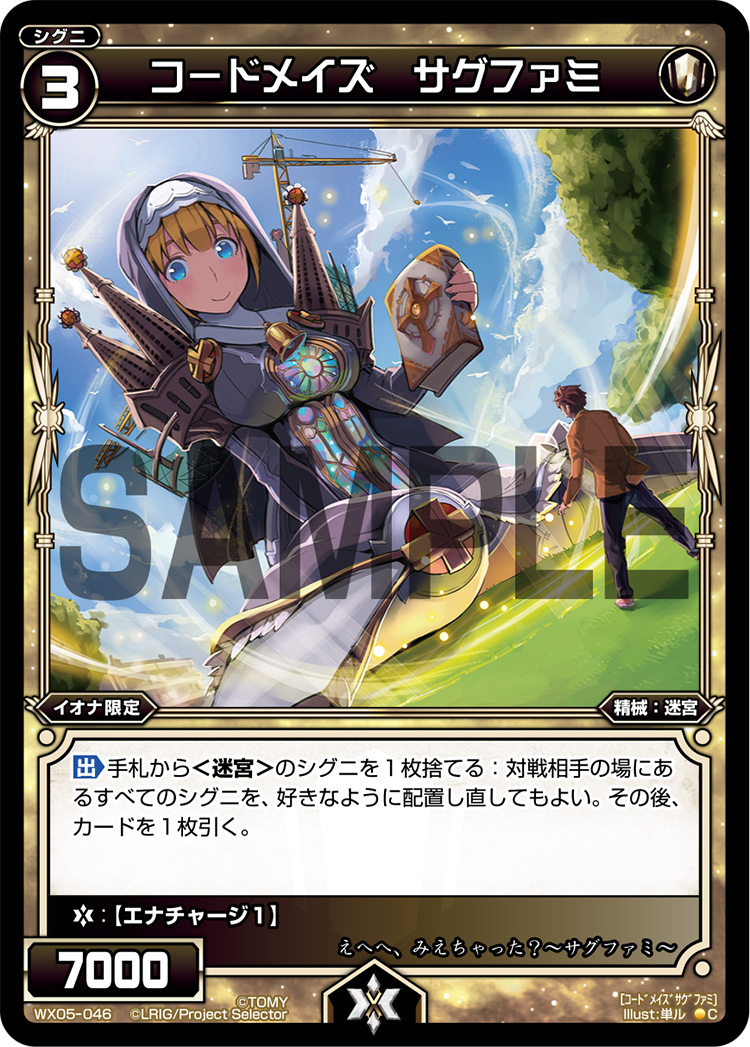 シグニ
3
コードメイズ　サグファミ
SAMPLE
イオナ限定
精械：迷宮
出 手札から＜迷宮＞のシグニを１枚捨てる：対戦相手の場にあ
るすべてのシグニを、好きなように配置し直してもよい。その後、
カードを１枚引く。
：【エナチャージ１】
えへへ、みえちゃった？～サグファミ～
7000
WX05-046 ©LRIG/Project Selector ©TOMY
[ｺｰﾄﾞﾒｲｽﾞｻｸﾞﾌｧﾐ]
Illust:単ル C